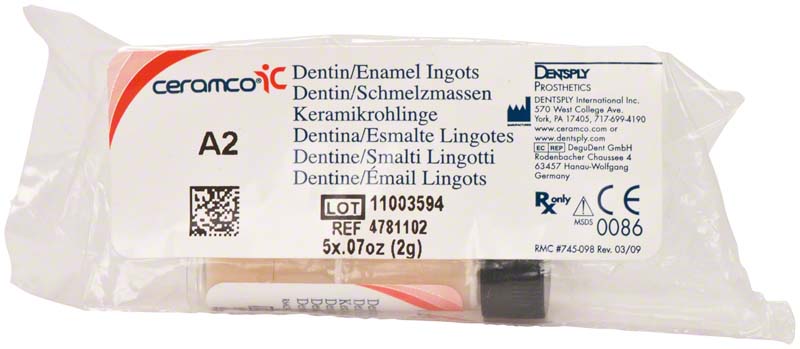 ceramco® iC
A2
Dentin/Enamel Ingots
Dentin/Schmelzmassen
Keramikrohlinge
Dentina/Esmalte Lingotes
Dentine/Smalti Lingotti
Dentine/Émail Lingots
LOT 11003594
REF 4781102
5x.07oz (2g)
DENTSPLY
PROSTHETICS
DENTSPLY International Inc.
570 West College Ave.
York, PA 17405, 717-699-4190
www.ceramco.com or
www.dentsply.com
EC REP DeguDent GmbH
Rodenbacher Chaussee 4
63457 Hanau-Wolfgang
Germany
Rx only
MSDS
CE
0086
RMC #745-098 Rev. 03/09